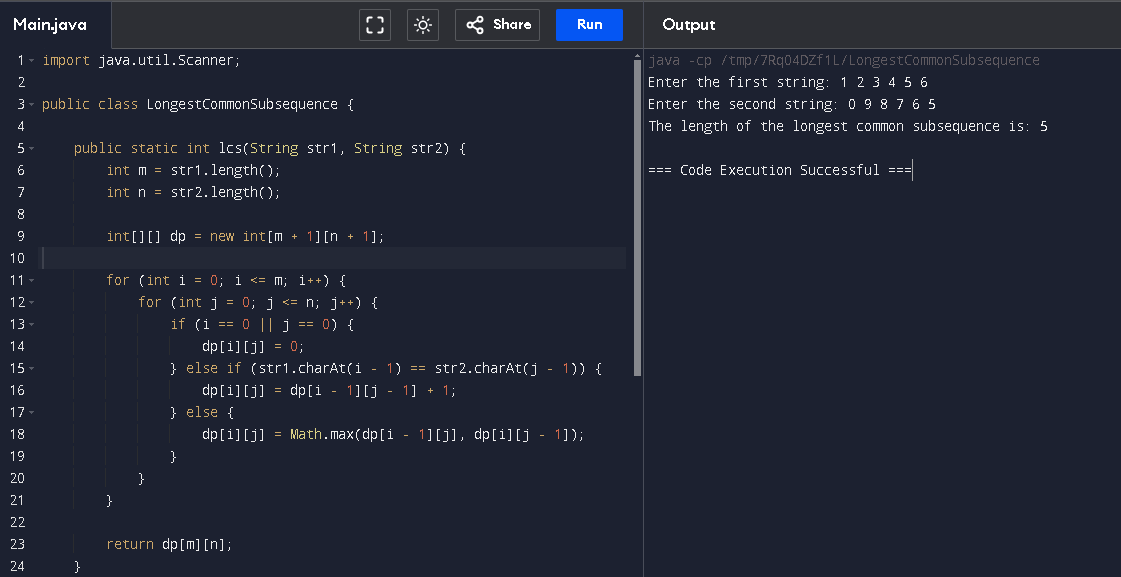 Main.java
Share
Run
Output
1 import java.util.Scanner;
2
3 public class LongestCommonSubsequence {
4
5     public static int lcs(String str1, String str2) {
6         int m = str1.length();
7         int n = str2.length();
8
9         int[][] dp = new int[m + 1][n + 1];
10
11         for (int i = 0; i <= m; i++) {
12             for (int j = 0; j <= n; j++) {
13                 if (i == 0 || j == 0) {
14                     dp[i][j] = 0;
15                 } else if (str1.charAt(i - 1) == str2.charAt(j - 1)) {
16                     dp[i][j] = dp[i - 1][j - 1] + 1;
17                 } else {
18                     dp[i][j] = Math.max(dp[i - 1][j], dp[i][j - 1]);
19                 }
20             }
21         }
22
23         return dp[m][n];
24     }
java -cp /tmp/7Rq04DZf1L/LongestCommonSubsequence
Enter the first string: 1 2 3 4 5 6
Enter the second string: 0 9 8 7 6 5
The length of the longest common subsequence is: 5
=== Code Execution Successful ===